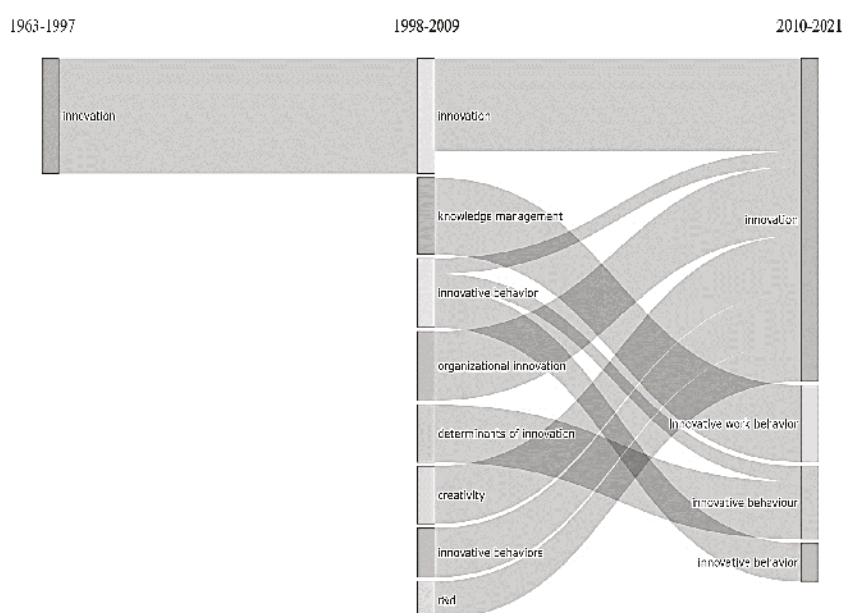 1963-1997
1998-2009
2010-2021
innovation
innovation
knowledge management
innovative behavior
organizational innovation
determinants of innovation
creativity
innovative behaviors
r&d
innovation
innovative work behavior
innovative behaviour
innovative behavior